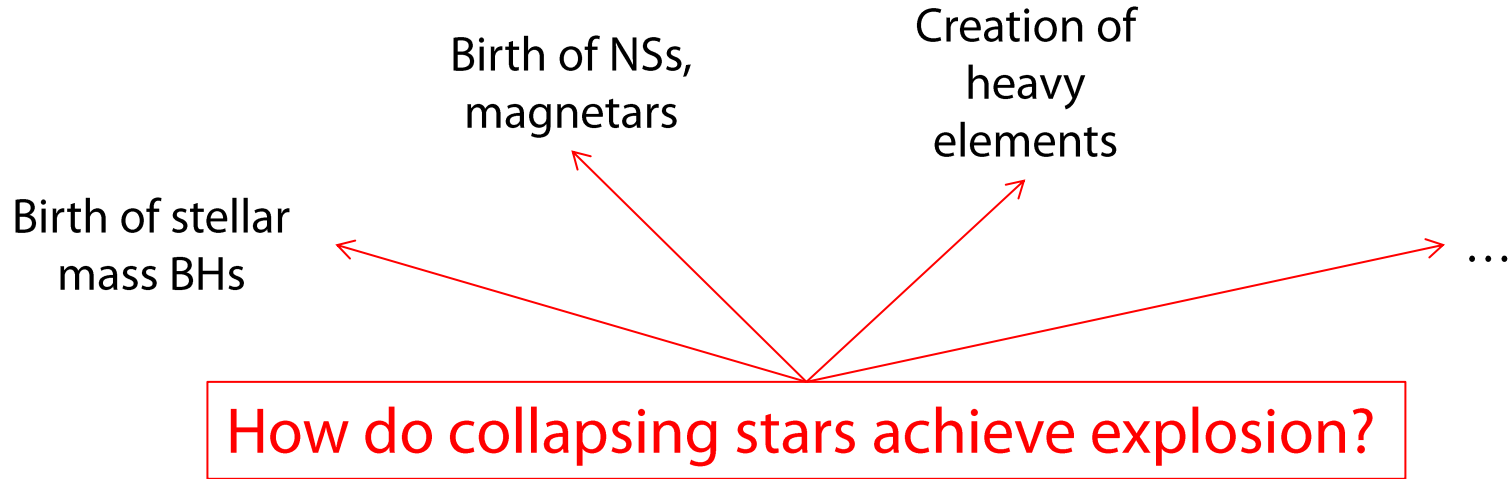 Birth of stellar
mass BHs
Birth of NSs,
magnetars
Creation of
heavy
elements
…
How do collapsing stars achieve explosion?